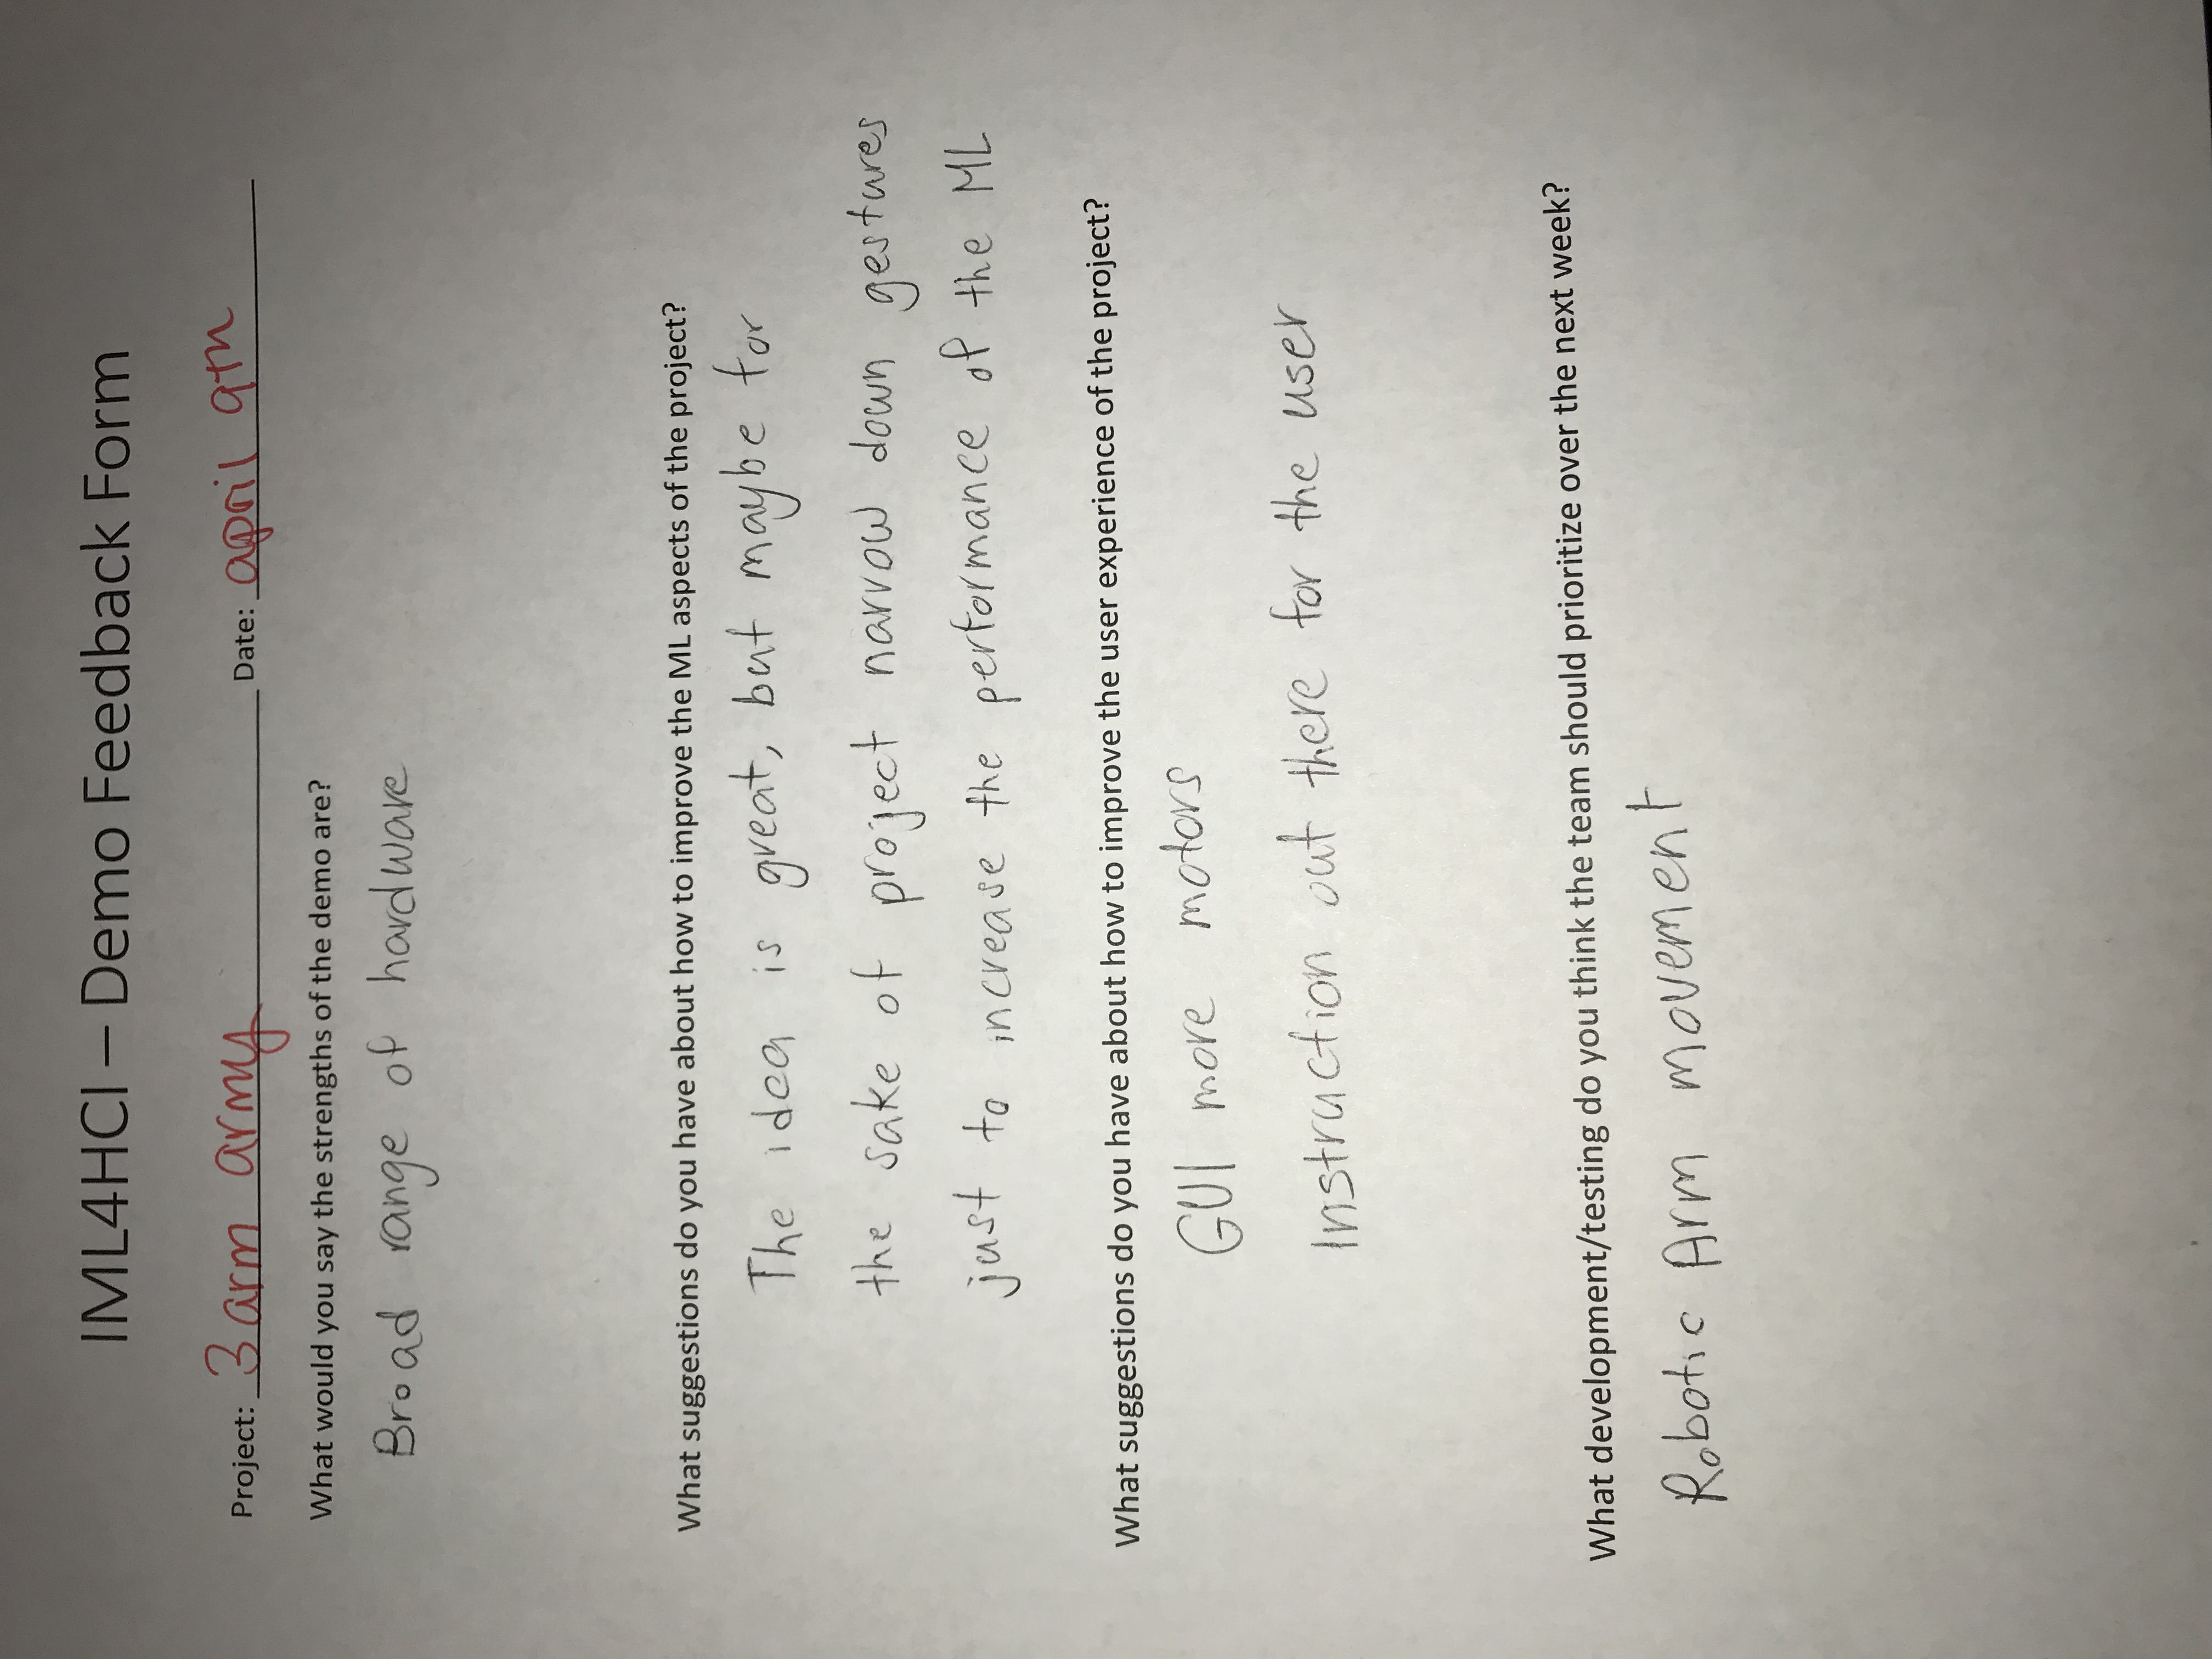 IML4HCI – Demo Feedback Form
Project: 3 arm army Date: april 9th
What would you say the strengths of the demo are?
Broad range of hardware
What suggestions do you have about how to improve the ML aspects of the project?
The idea is great, but maybe for
the sake of project narrow down gestures
just to increase the performance of the ML
What suggestions do you have about how to improve the user experience of the project?
GUI more motors
Instruction out there for the user
What development/testing do you think the team should prioritize over the next week?
Robotic Arm movement